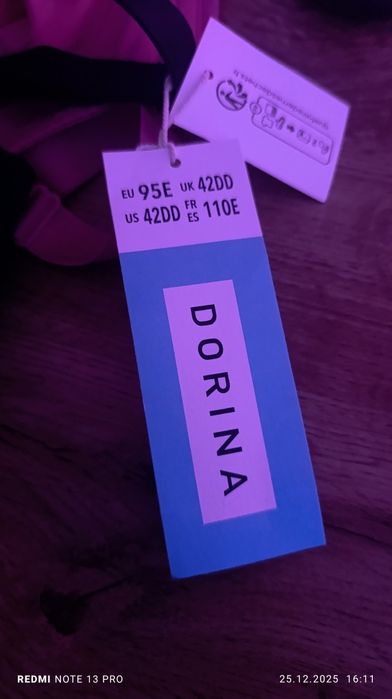 EU 95E UK 42DD
US 42DD FR ES 110E
DORINA
REDMI NOTE 13 PRO
25.12.2025 16:11